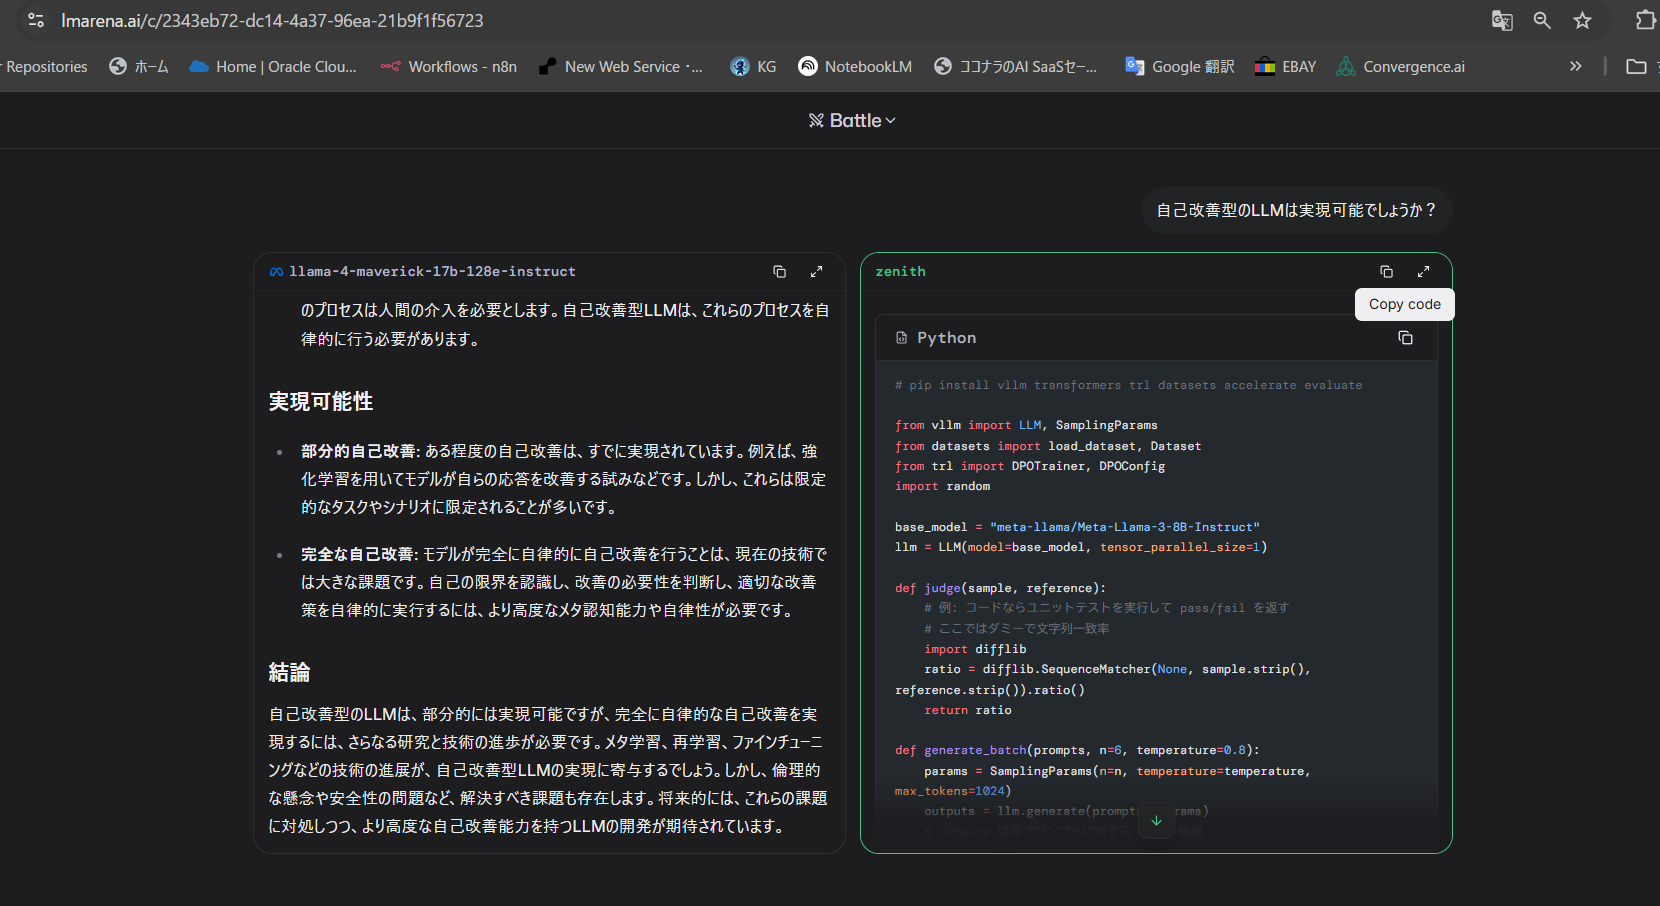 lmarena.ai/c/2343eb72-dc14-4a37-96ea-21b9f1f56723
Repositories ホーム Home | Oracle Clou... Workflows - n8n New Web Service ・... KG NotebookLM ココナラのAI SaaSセー... Google 翻訳 EBAY Convergence.ai »
Battle
自己改善型のLLMは実現可能でしょうか？
llama-4-maverick-17b-128e-instruct
のプロセスは人間の介入を必要とします。自己改善型LLMは、これらのプロセスを自
律的に行う必要があります。
実現可能性
• 部分的自己改善: ある程度の自己改善は、すでに実現されています。例えば、強
化学習を用いてモデルが自らの応答を改善する試みなどです。しかし、これらは限定
的なタスクやシナリオに限定されることが多いです。
• 完全な自己改善: モデルが完全に自律的に自己改善を行うことは、現在の技術で
は大きな課題です。自己の限界を認識し、改善の必要性を判断し、適切な改善
策を自律的に実行するには、より高度なメタ認知能力や自律性が必要です。
結論
自己改善型のLLMは、部分的には実現可能ですが、完全に自律的な自己改善を実
現するには、さらなる研究と技術の進歩が必要です。メタ学習、再学習、ファインチューニ
ングなどの技術の進展が、自己改善型LLMの実現に寄与するでしょう。しかし、倫理的
な懸念や安全性の問題など、解決すべき課題も存在します。将来的には、これらの課題
に対処しつつ、より高度な自己改善能力を持つLLMの開発が期待されています。
zenith
Copy code
Python
# pip install vllm transformers trl datasets accelerate evaluate
from vllm import LLM, SamplingParams
from datasets import load_dataset, Dataset
from trl import DPOTrainer, DPOConfig
import random
base_model = "meta-llama/Meta-Llama-3-8B-Instruct"
llm = LLM(model=base_model, tensor_parallel_size=1)
def judge(sample, reference):
# 例: コードならユニットテストを実行して pass/fail を返す
# ここではダミーで文字列一致率
import difflib
ratio = difflib.SequenceMatcher(None, sample.strip(),
reference.strip()).ratio()
return ratio
def generate_batch(prompts, n=6, temperature=0.8):
params = SamplingParams(n=n, temperature=temperature,
max_tokens=1024)
outputs = llm.generate(prompt
# outputs は各プロンプトに対する